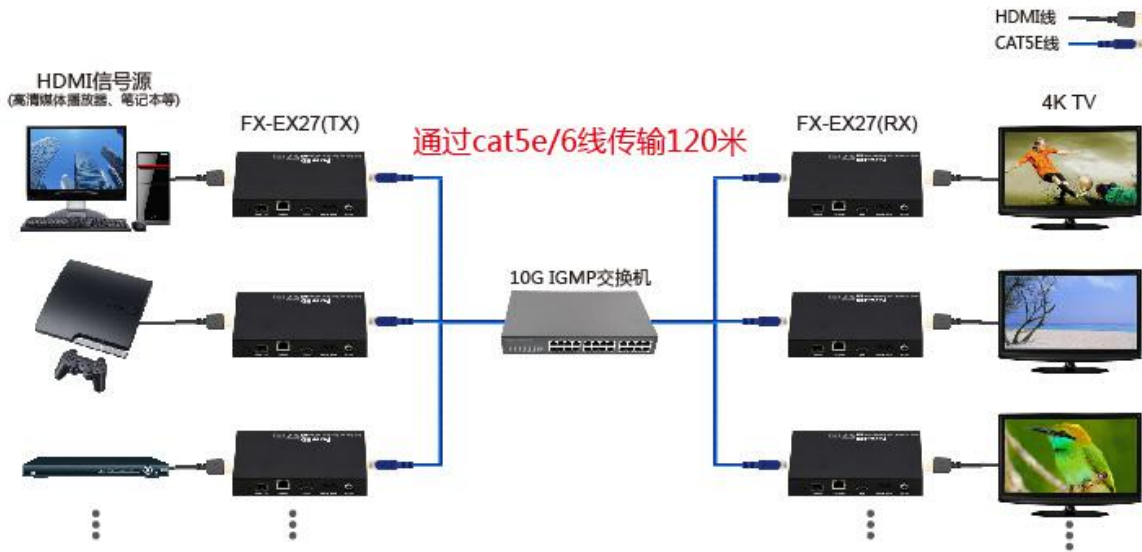 HDMI线
CAT5E线
HDMI信号源
(高清媒体播放器、笔记本等)
FX-EX27(TX)
通过cat5e/6线传输120米
FX-EX27(RX)
4K TV
10G IGMP交换机